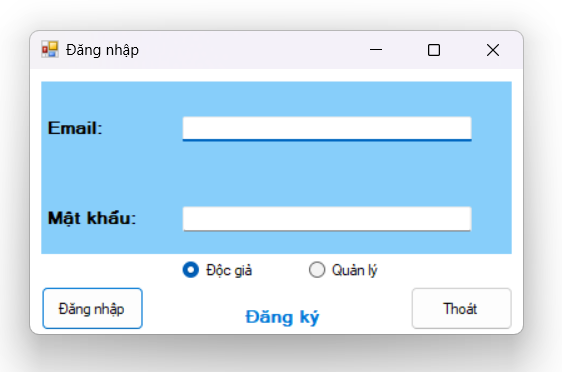 Đăng nhập
Email:
Mật khẩu:
Độc giả Quản lý
Đăng nhập Đăng ký Thoát